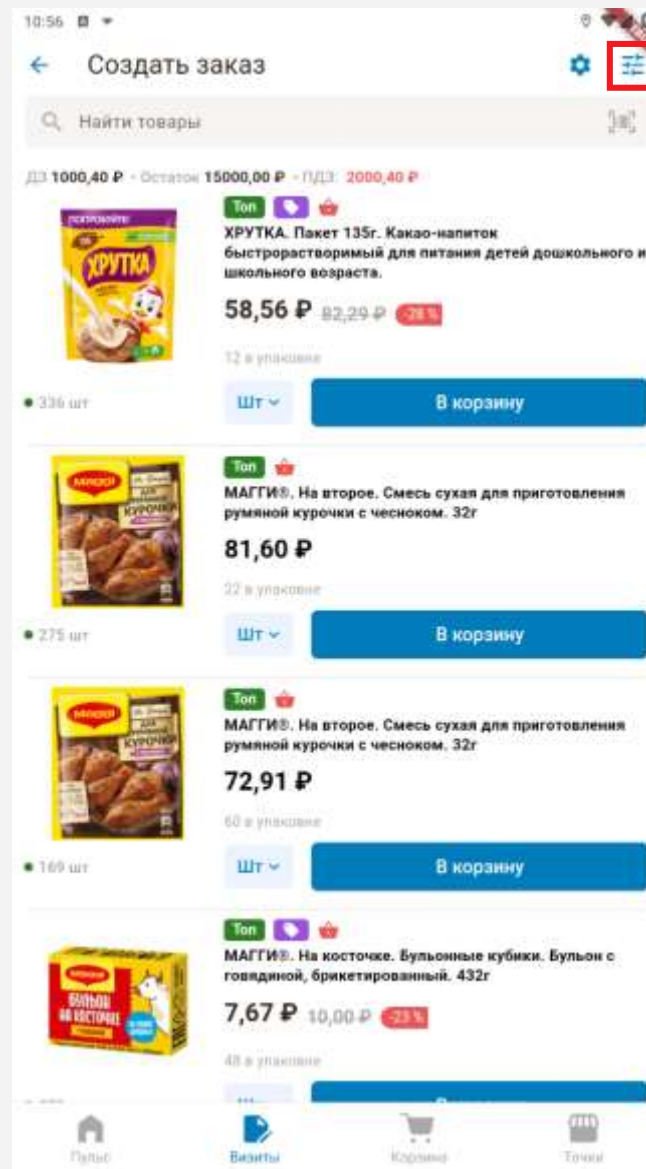 10:56
Создать заказ
Найти товары
ДЗ 1000,40 ₽ • Остаток 15000,00 ₽ • ПДЗ: 2000,40 ₽
Топ
ХРУТКА
ХРУТКА. Пакет 135г. Какао-напиток
быстрорастворимый для питания детей дошкольного и
школьного возраста.
58,56 ₽ 82,29 ₽ -28 %
12 в упаковке
336 шт
Шт
В корзину
Топ
МАГГИ®. На второе. Смесь сухая для приготовления
румяной курочки с чесноком. 32г
81,60 ₽
22 в упаковке
275 шт
Шт
В корзину
Топ
МАГГИ®. На второе. Смесь сухая для приготовления
румяной курочки с чесноком. 32г
72,91 ₽
60 в упаковке
169 шт
Шт
В корзину
Топ
БУЛЬОН
НА КОСТОЧКЕ
МАГГИ®. На косточке. Бульонные кубики. Бульон с
говядиной, брикетированный. 432г
7,67 ₽ 10,00 ₽ -23 %
48 в упаковке
Пульс
Визиты
Корзина
Точки